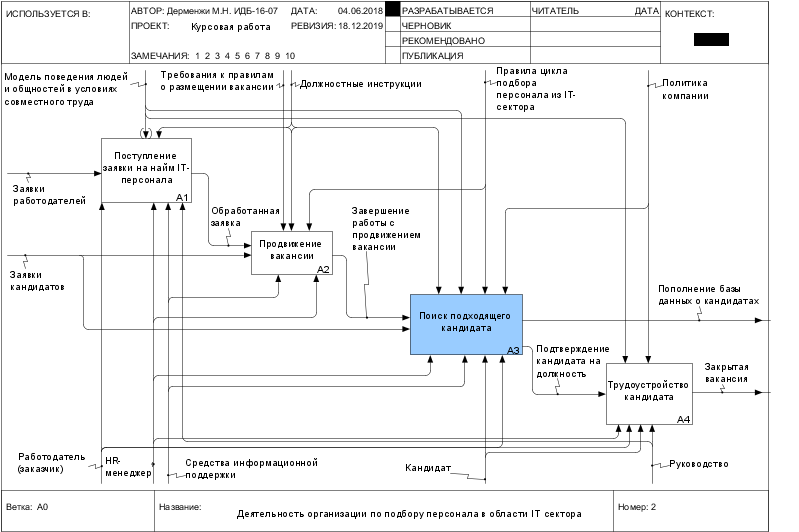 ИСПОЛЬЗУЕТСЯ В:
АВТОР: Дерменжи М.Н. ИДБ-16-07
ДАТА: 04.06.2018
РАЗРАБАТЫВАЕТСЯ
ЧИТАТЕЛЬ
ДАТА
КОНТЕКСТ:
ПРОЕКТ: Курсовая работа
РЕВИЗИЯ: 18.12.2019
ЧЕРНОВИК
РЕКОМЕНДОВАНО
ЗАМЕЧАНИЯ: 1 2 3 4 5 6 7 8 9 10
ПУБЛИКАЦИЯ
Модель поведения людей
и общностей в условиях
совместного труда
Требования к правилам
о размещении вакансии
Должностные инструкции
Правила цикла
подбора
персонала из IT-
сектора
Политика
компании
Поступление
заявки на найм IT-
персонала
A1
Заявки
работодателей
Обработанная
заявка
Завершение
работы с
продвижением
вакансии
Продвижение
вакансии
A2
Заявки
кандидатов
Поиск подходящего
кандидата
A3
Пополнение базы
данных о кандидатах
Подтверждение
кандидата на
должность
Закрытая
вакансия
Трудоустройство
кандидата
A4
Работодатель
(заказчик)
HR-
менеджер
Средства информационной
поддержки
Кандидат
Руководство
Ветка: A0
Название:
Деятельность организации по подбору персонала в области IT сектора
Номер: 2